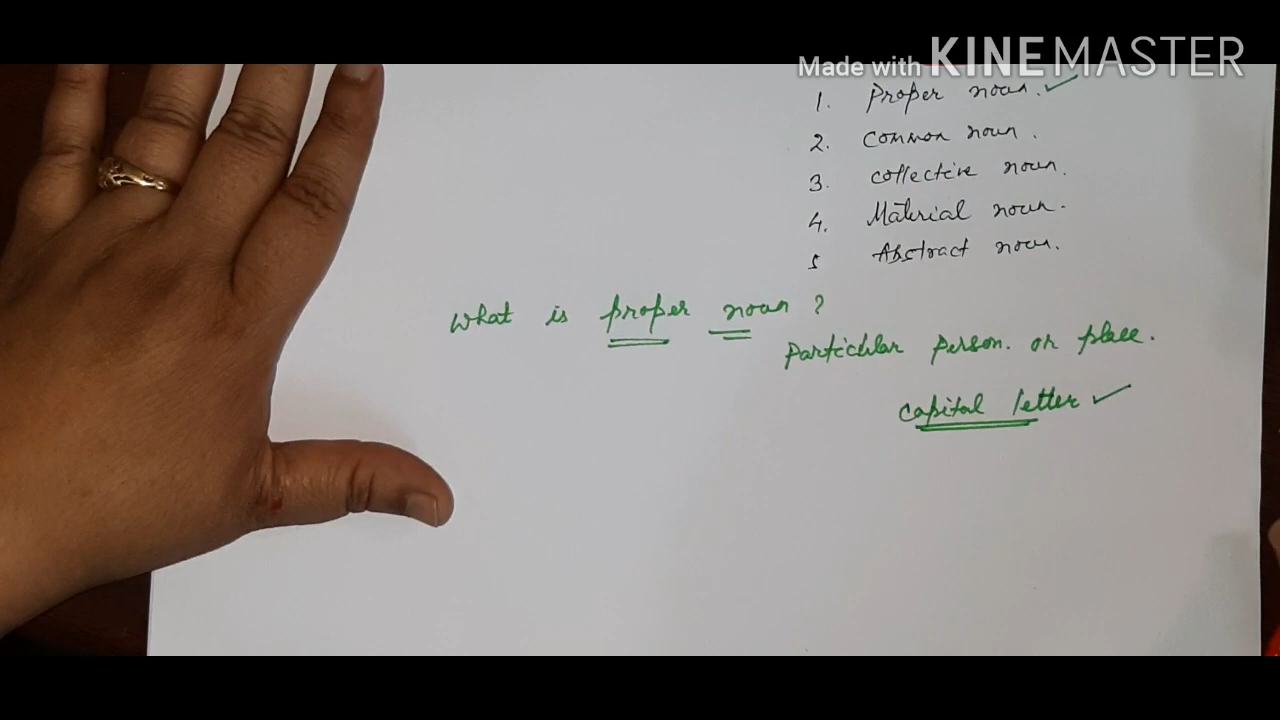 Made with KINEMASTER
1. Proper noun.
2. Common noun.
3. collective noun.
4. Material noun.
5 Abstract noun.
What is proper noun ?
Particular person. or place.
capital letter